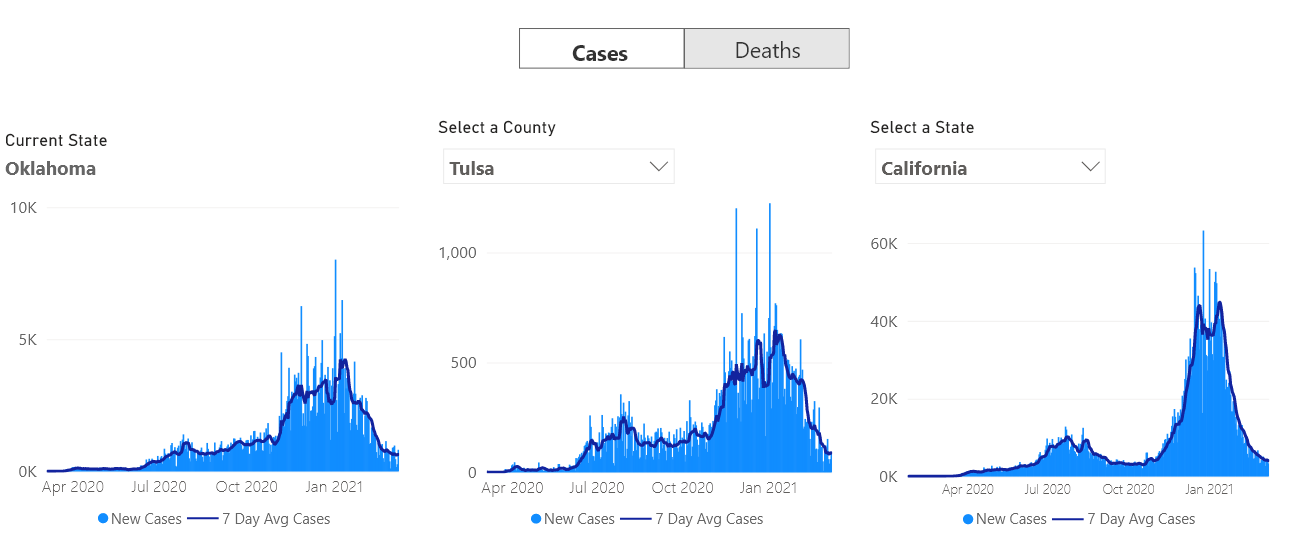 Cases Deaths
Current State
Oklahoma
10K
5K
0K
Apr 2020 Jul 2020 Oct 2020 Jan 2021
New Cases 7 Day Avg Cases
Select a County
Tulsa
1,000
500
0
Apr 2020 Jul 2020 Oct 2020 Jan 2021
New Cases 7 Day Avg Cases
Select a State
California
60K
40K
20K
0K
Apr 2020 Jul 2020 Oct 2020 Jan 2021
New Cases 7 Day Avg Cases